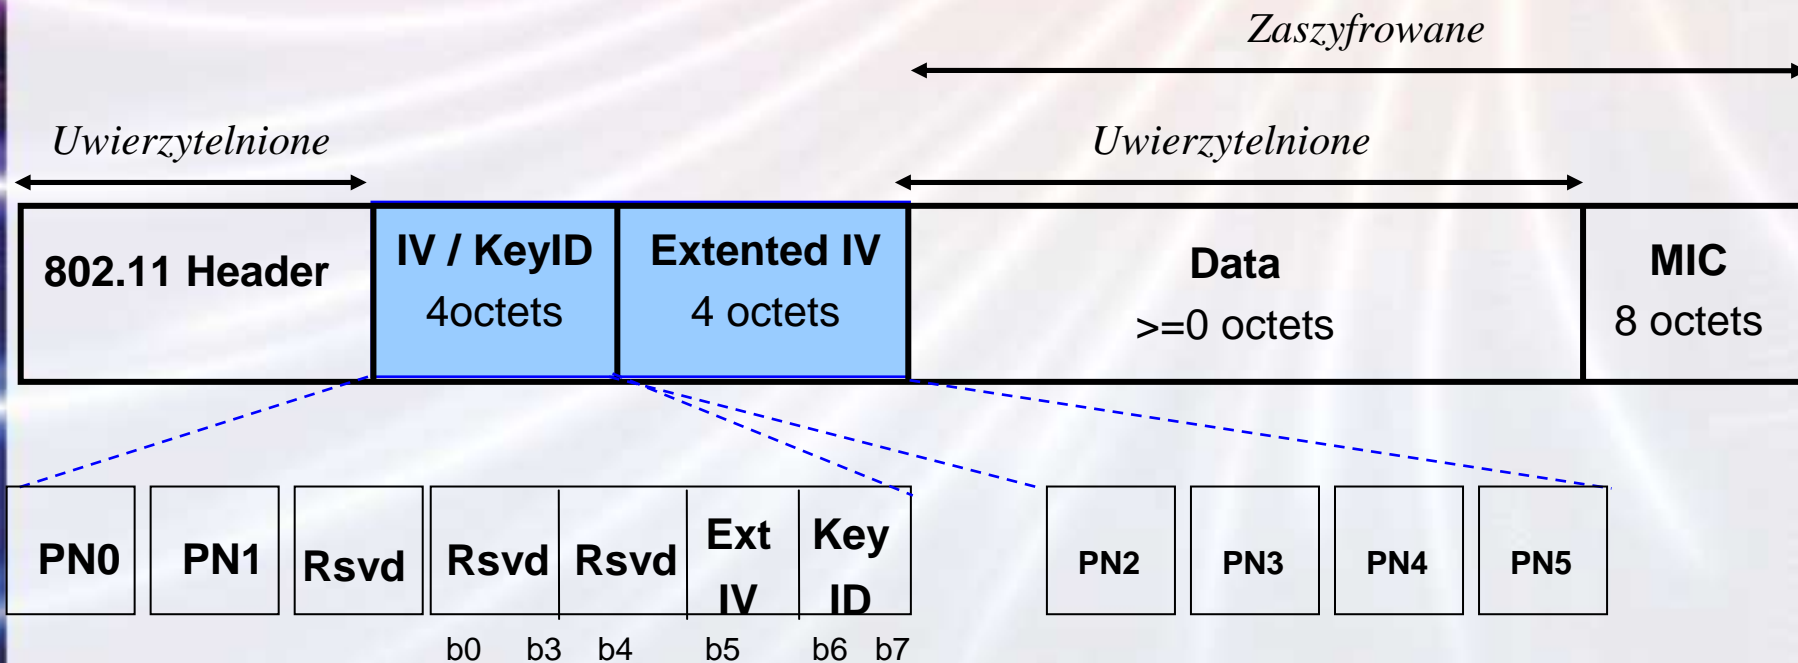 Zaszyfrowane
Uwierzytelnione
Uwierzytelnione
802.11 Header
IV / KeyID
4octets
Extented IV
4 octets
Data
>=0 octets
MIC
8 octets
PN0
PN1
Rsvd
Rsvd
Rsvd
Ext
IV
Key
ID
PN2
PN3
PN4
PN5
b0 b3 b4 b5 b6 b7